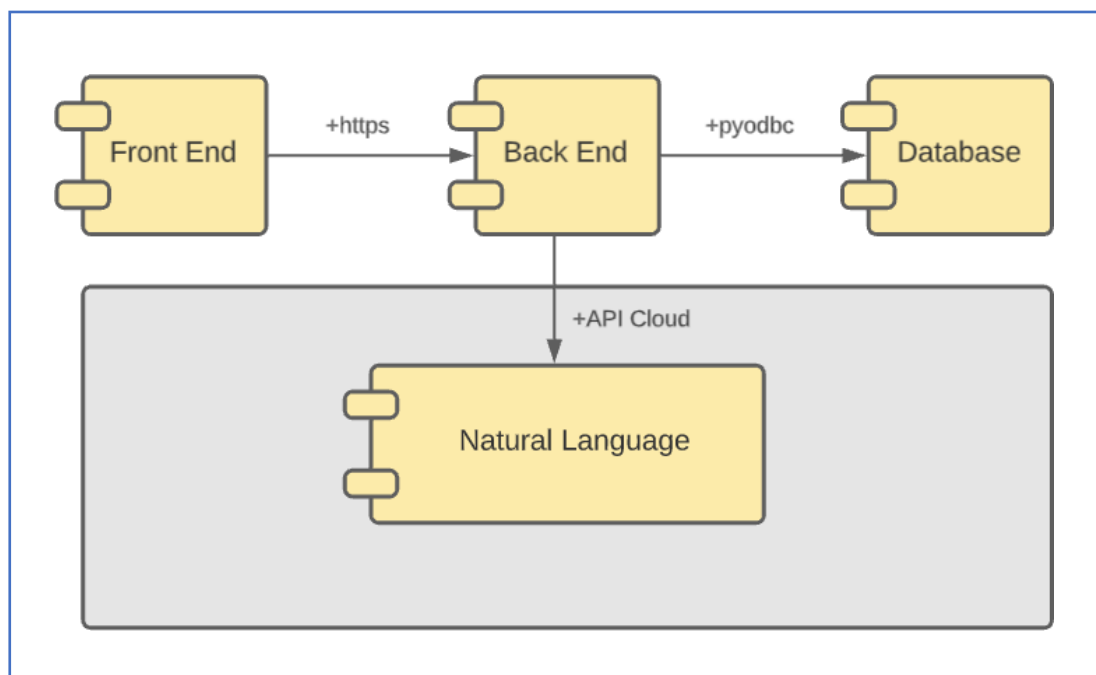 +https
+pyodbc
Front End
Back End
Database
+API Cloud
Natural Language